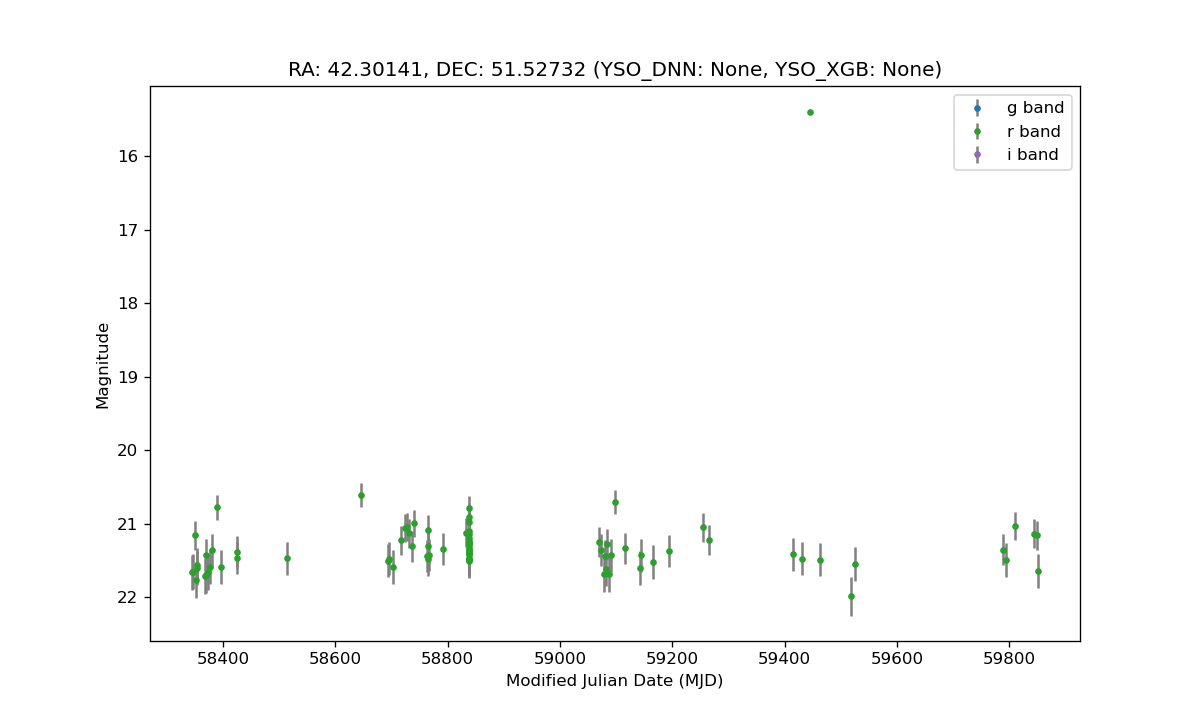 RA: 42.30141, DEC: 51.52732 (YSO_DNN: None, YSO_XGB: None)
g band
r band
i band
16
17
18
19
20
21
22
Magnitude
58400 58600 58800 59000 59200 59400 59600 59800
Modified Julian Date (MJD)